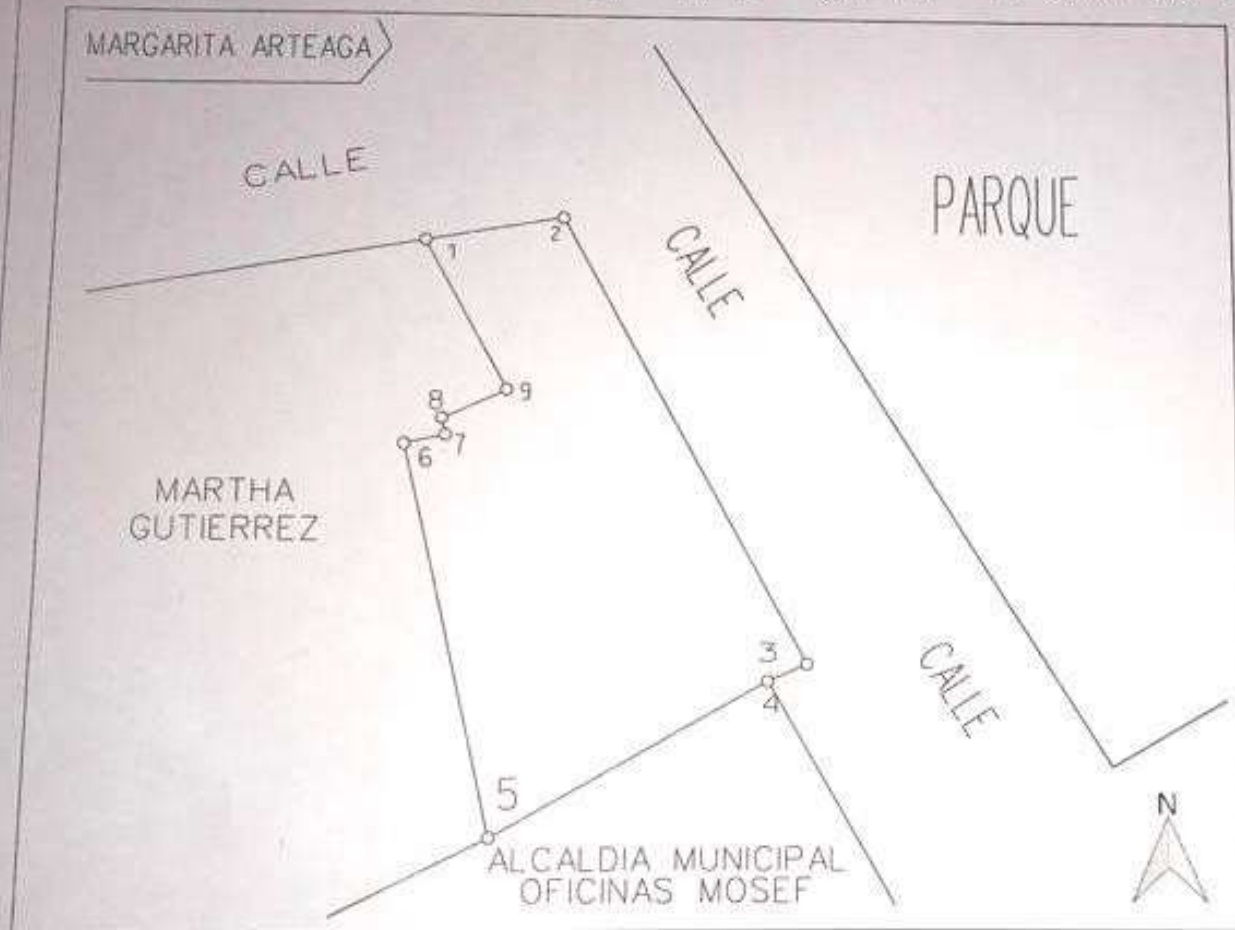 MARGARITA ARTEAGA
CALLE
PARQUE
CALLE
1
2
9
8
7
6
MARTHA
GUTIERREZ
3
4
CALLE
5
N
ALCALDIA MUNICIPAL
OFICINAS MOSEF